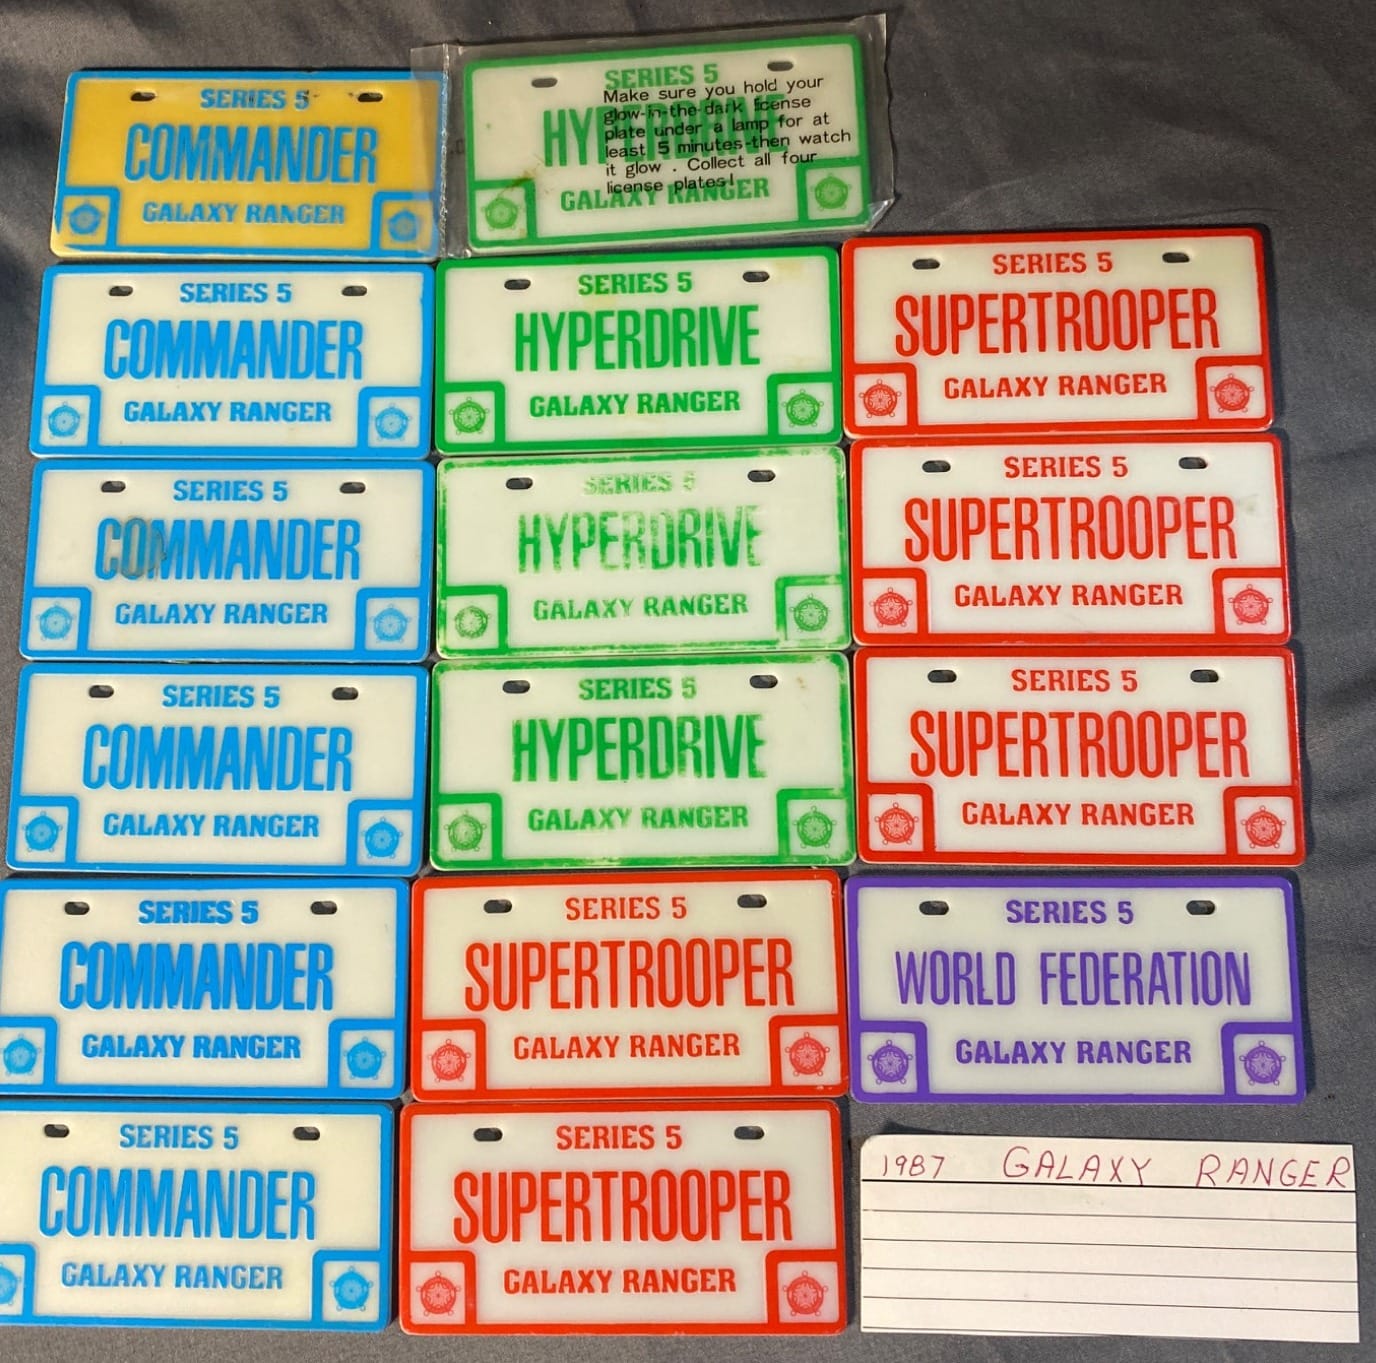 SERIES 5
COMMANDER
GALAXY RANGER
SERIES 5
HYPERDRIVE
GALAXY RANGER
Make sure you hold your
glow-in-the-dark license
plate under a lamp for at
least 5 minutes-then watch
it glow . Collect all four
license plates!
SERIES 5
COMMANDER
GALAXY RANGER
SERIES 5
HYPERDRIVE
GALAXY RANGER
SERIES 5
SUPERTROOPER
GALAXY RANGER
SERIES 5
COMMANDER
GALAXY RANGER
SERIES 5
HYPERDRIVE
GALAXY RANGER
SERIES 5
SUPERTROOPER
GALAXY RANGER
SERIES 5
COMMANDER
GALAXY RANGER
SERIES 5
HYPERDRIVE
GALAXY RANGER
SERIES 5
SUPERTROOPER
GALAXY RANGER
SERIES 5
COMMANDER
GALAXY RANGER
SERIES 5
SUPERTROOPER
GALAXY RANGER
SERIES 5
WORLD FEDERATION
GALAXY RANGER
SERIES 5
COMMANDER
GALAXY RANGER
SERIES 5
SUPERTROOPER
GALAXY RANGER
1987 GALAXY RANGER